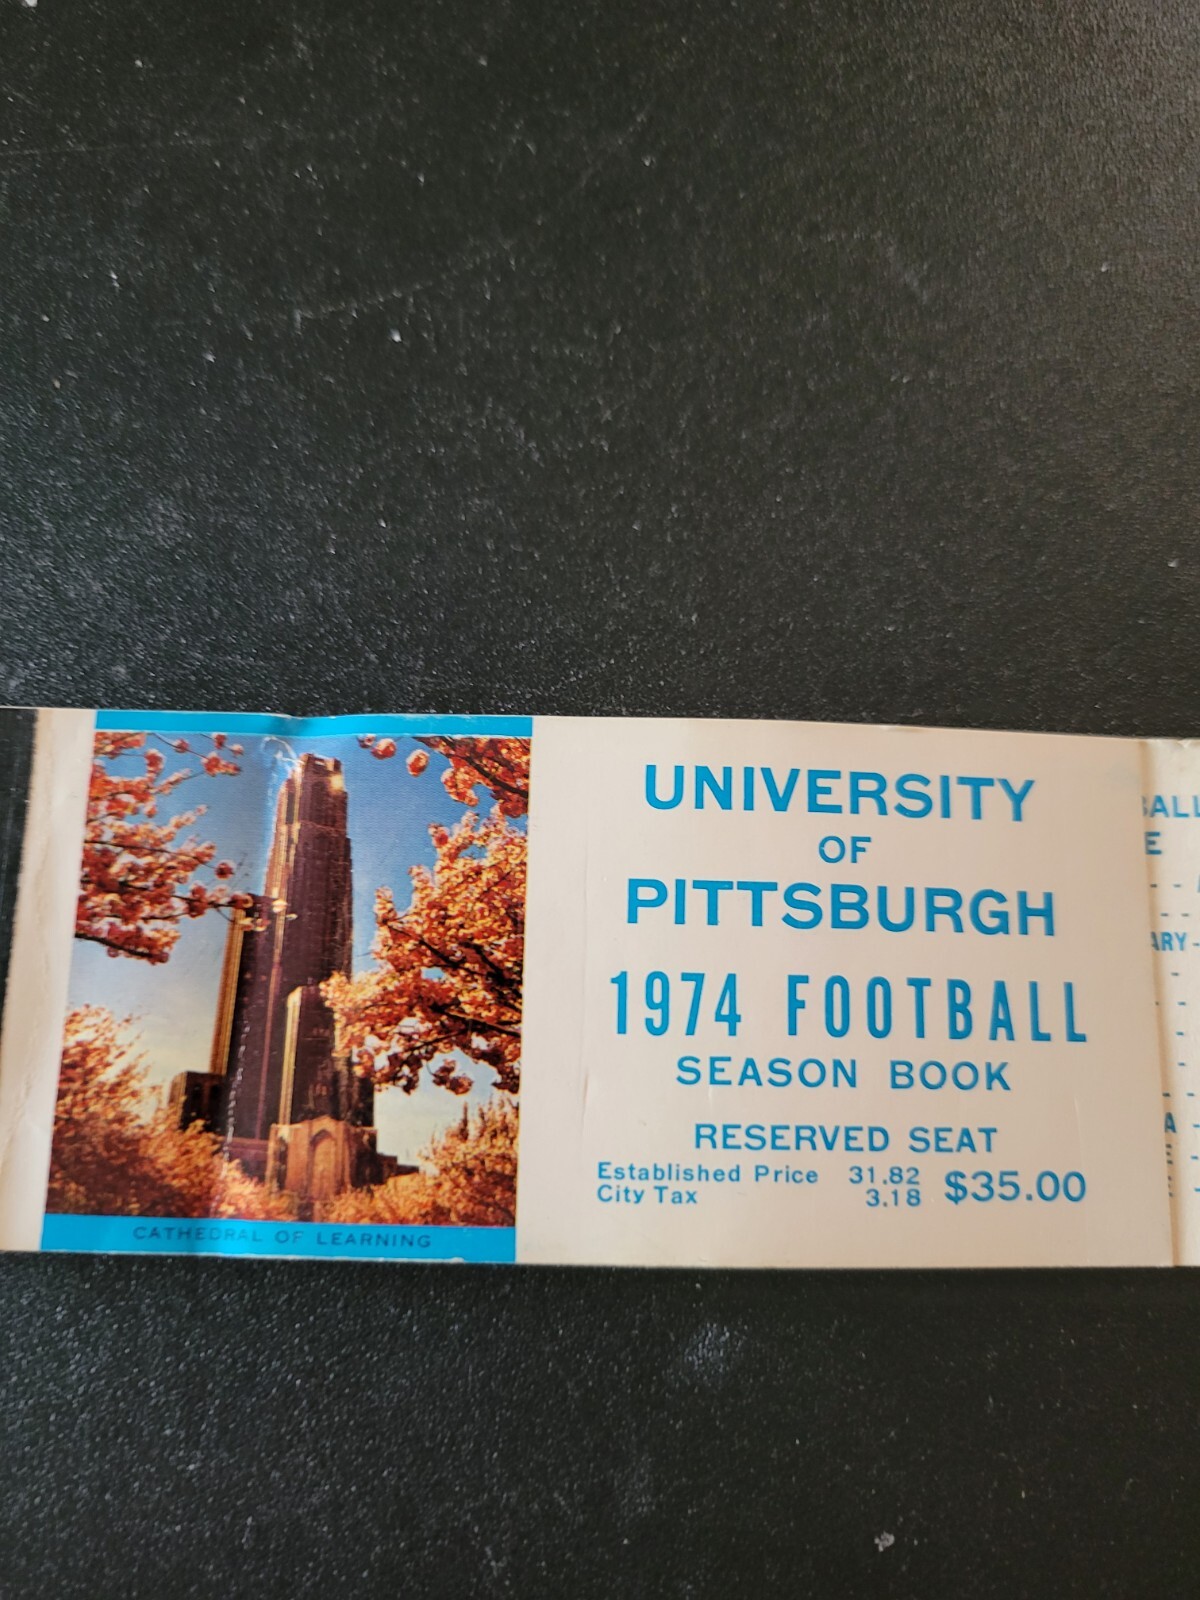 CATHEDRAL OF LEARNING
UNIVERSITY
OF
PITTSBURGH
1974 FOOTBALL
SEASON BOOK
RESERVED SEAT
Established Price 31.82
City Tax 3.18
$35.00